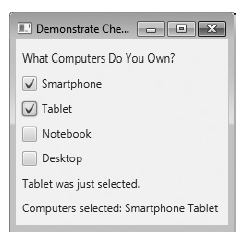 Demonstrate Che...
What Computers Do You Own?
Smartphone
Tablet
Notebook
Desktop
Tablet was just selected.
Computers selected: Smartphone Tablet